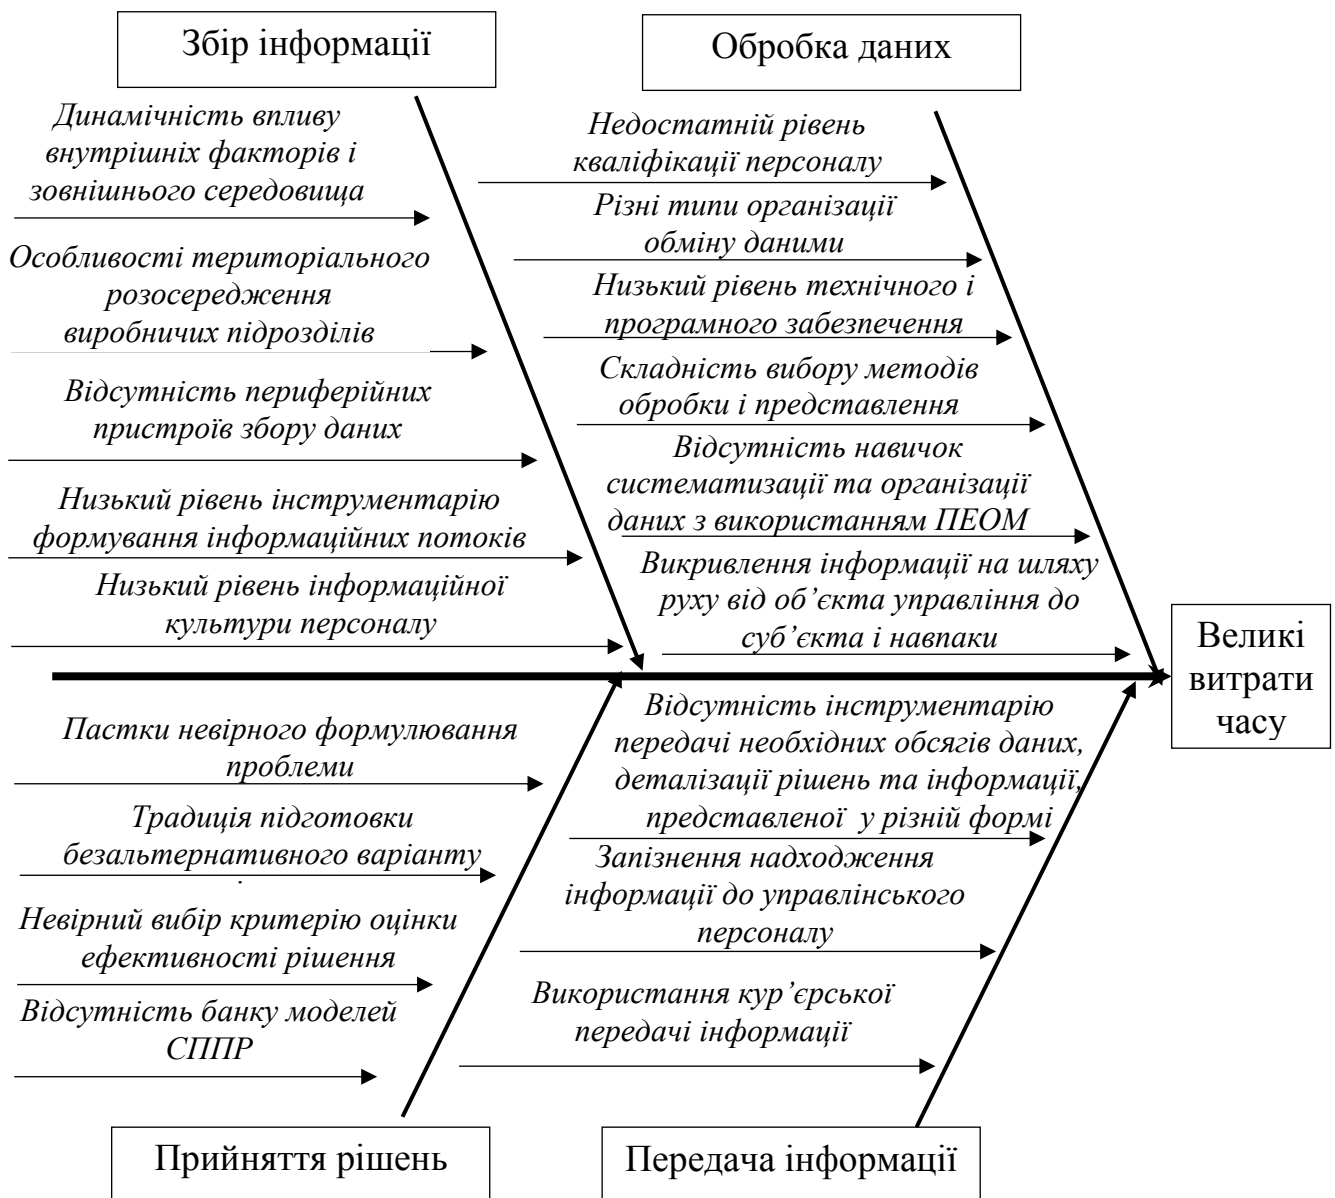 Збір інформації
Динамічність впливу
внутрішніх факторів і
зовнішнього середовища
Особливості територіального
розосередження
виробничих підрозділів
Відсутність периферійних
пристроїв збору даних
Низький рівень інструментарію
формування інформаційних потоків
Низький рівень інформаційної
культури персоналу
Обробка даних
Недостатній рівень
кваліфікації персоналу
Різні типи організації
обміну даними
Низький рівень технічного і
програмного забезпечення
Складність вибору методів
обробки і представлення
Відсутність навичок
систематизації та організації
даних з використанням ПЕОМ
Викривлення інформації на шляху
руху від об’єкта управління до
суб’єкта і навпаки
Великі
витрати
часу
Пастки невірного формулювання
проблеми
Традиція підготовки
безальтернативного варіанту
Невірний вибір критерію оцінки
ефективності рішення
Відсутність банку моделей
СППР
Прийняття рішень
Відсутність інструментарію
передачі необхідних обсягів даних,
деталізації рішень та інформації,
представленої у різній формі
Запізнення надходження
інформації до управлінського
персоналу
Використання кур’єрської
передачі інформації
Передача інформації